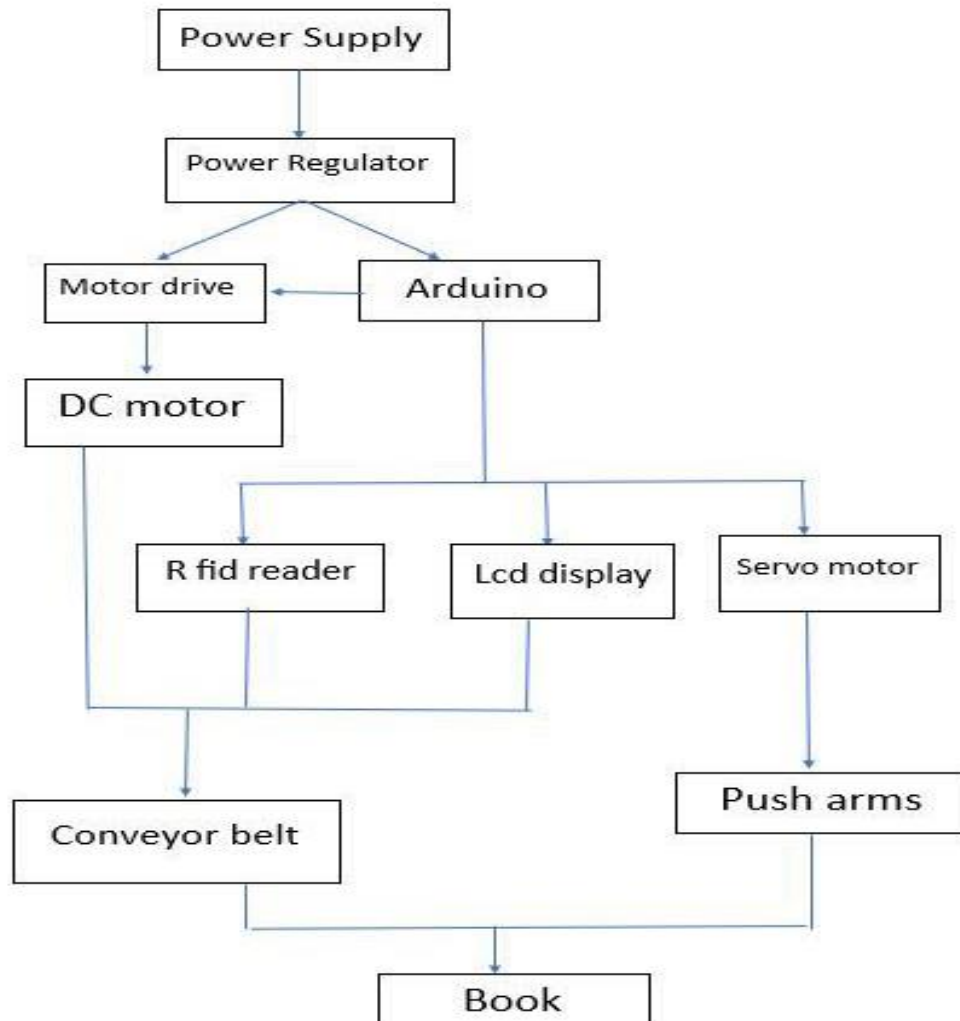 Power Supply
Power Regulator
Motor drive
Arduino
DC motor
R fid reader
Lcd display
Servo motor
Push arms
Conveyor belt
Book